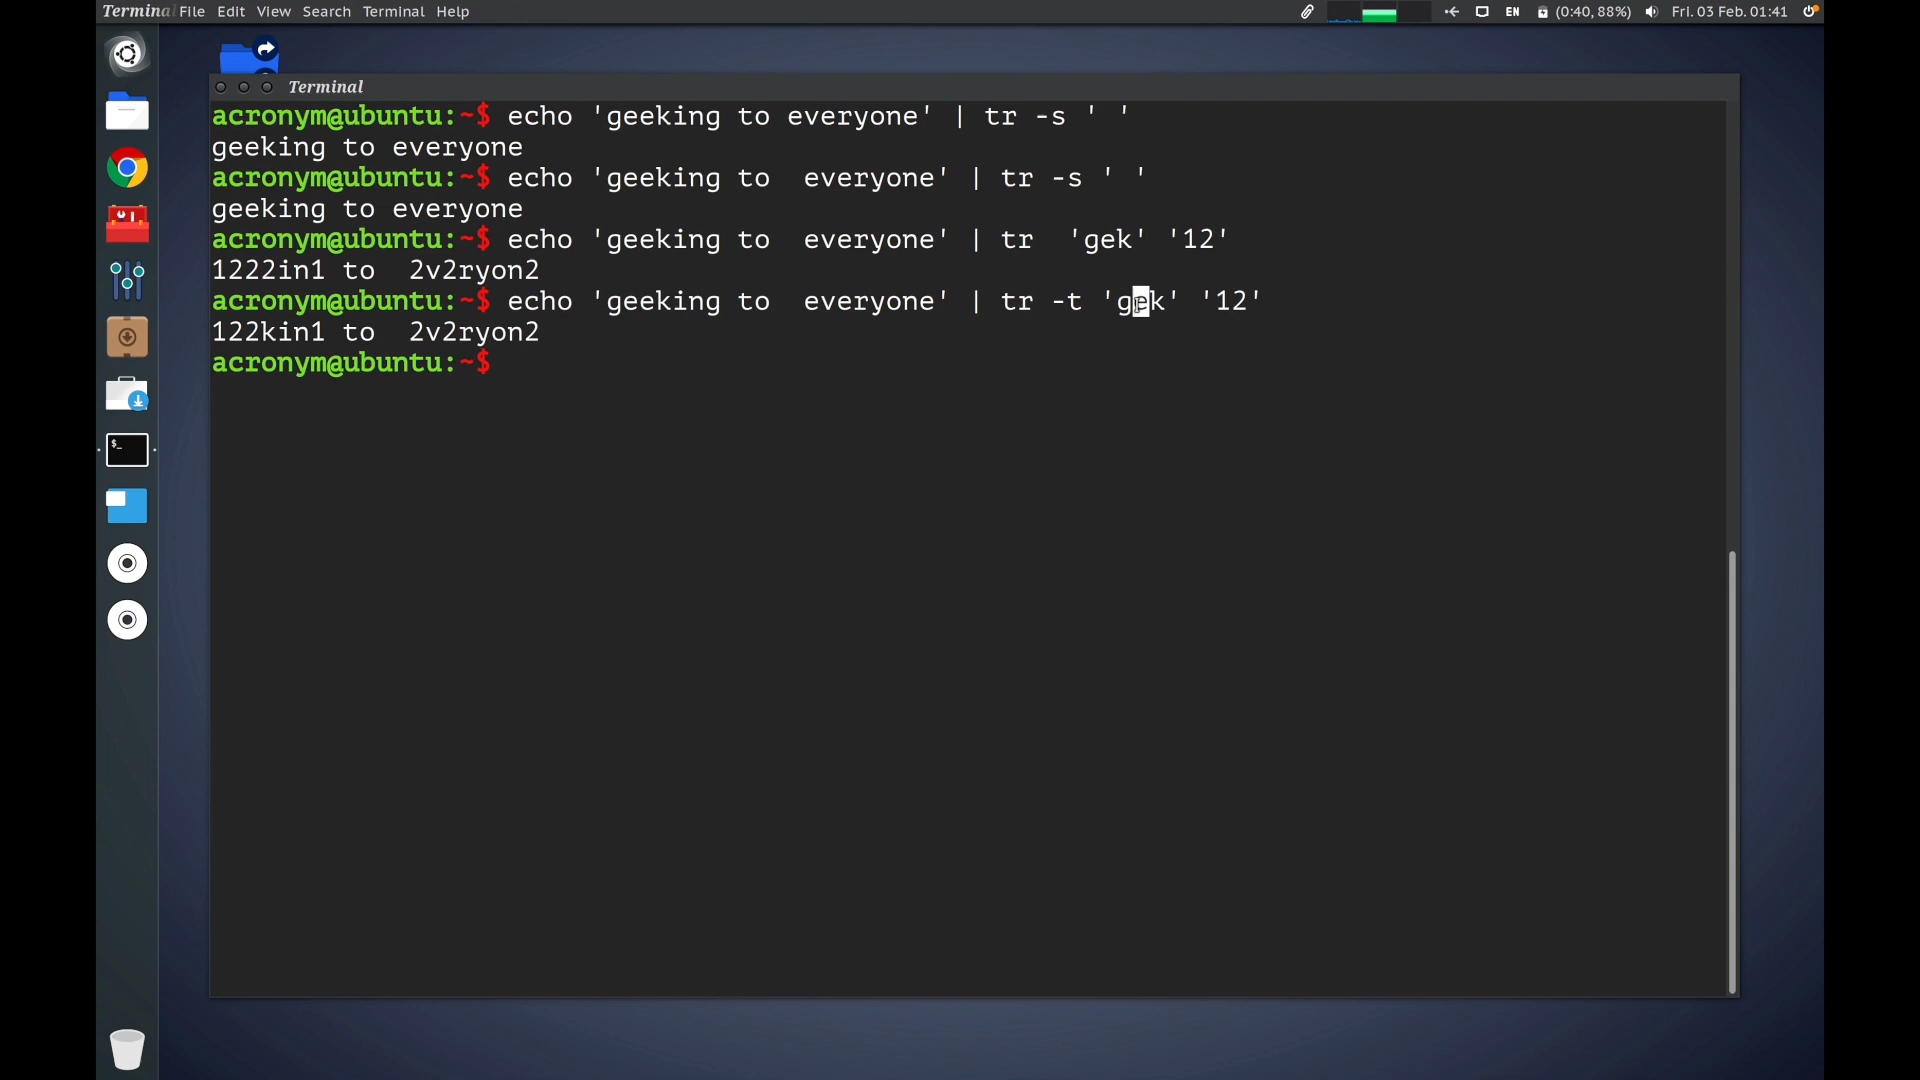 Terminal File Edit View Search Terminal Help EN (0:40, 88%) Fri. 03 Feb. 01:41
Terminal
acronym@ubuntu:~$ echo 'geeking to everyone' | tr -s ' '
geeking to everyone
acronym@ubuntu:~$ echo 'geeking to  everyone' | tr -s ' '
geeking to everyone
acronym@ubuntu:~$ echo 'geeking to  everyone' | tr  'gek' '12'
1222in1 to  2v2ryon2
acronym@ubuntu:~$ echo 'geeking to  everyone' | tr -t 'gek' '12'
122kin1 to  2v2ryon2
acronym@ubuntu:~$
$_